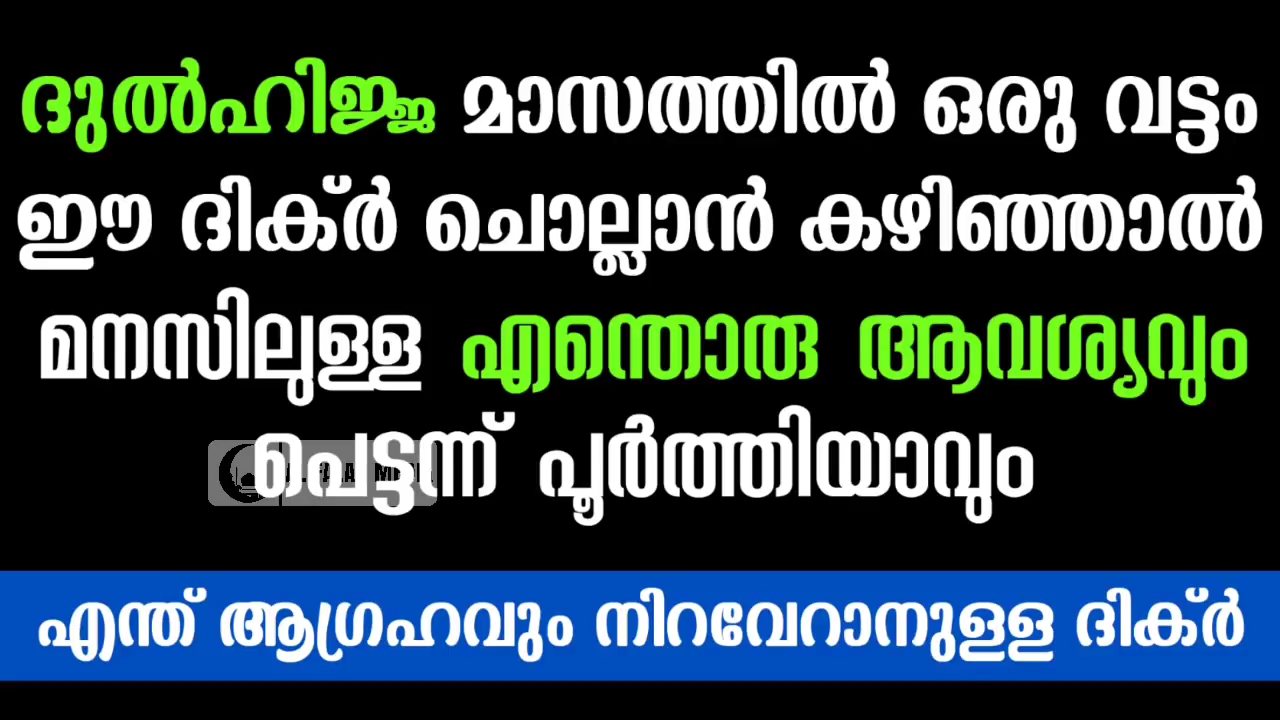 ദുൽഹിജ്ജ മാസത്തിൽ ഒരു വട്ടം
ഈ ദിക്ർ ചൊല്ലാൻ കഴിഞ്ഞാൽ
മനസിലുള്ള എന്തൊരു ആവശ്യവും
പെട്ടന്ന് പൂർത്തിയാവും
എന്ത് ആഗ്രഹവും നിറവേറാനുള്ള ദിക്ർ